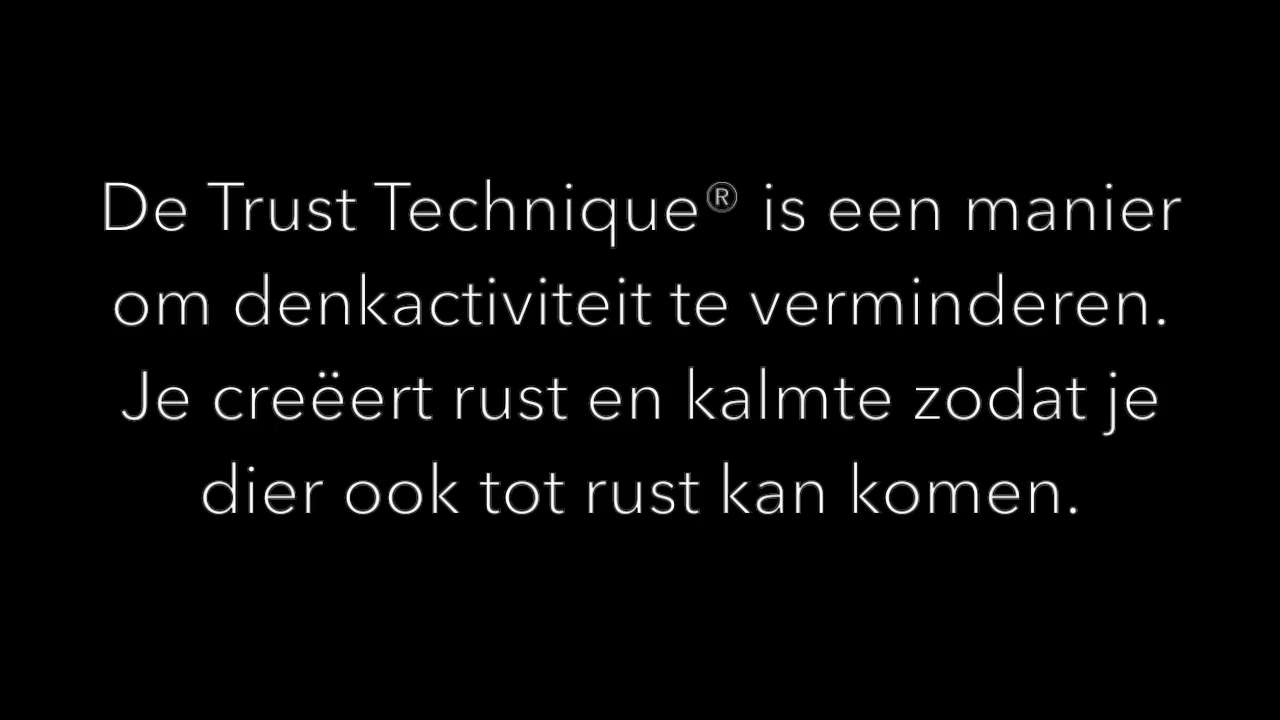 De Trust Technique® is een manier
om denkactiviteit te verminderen.
Je creëert rust en kalmte zodat je
dier ook tot rust kan komen.